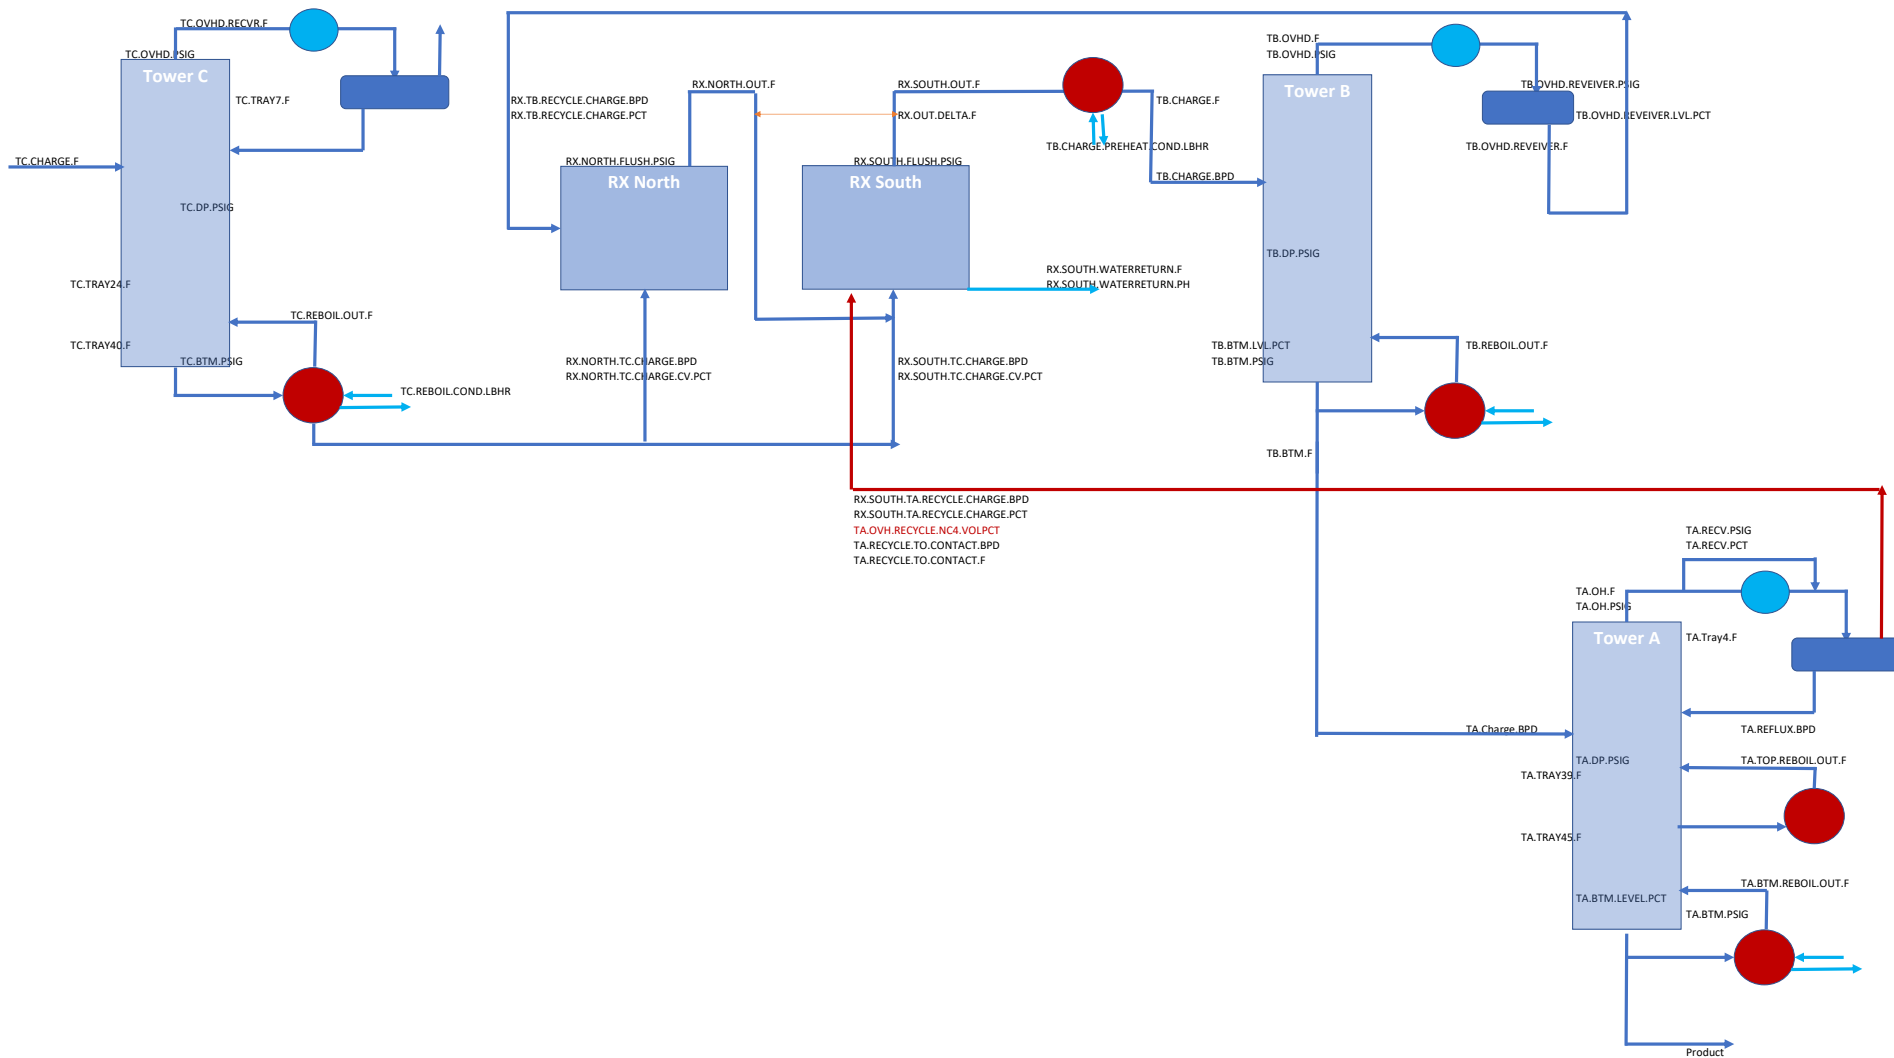 TC.OVHD.RECVR.F
TC.OVHD.PSIG
Tower C
TC.TRAY7.F
TC.CHARGE.F
TC.DP.PSIG
TC.TRAY24.F
TC.REBOIL.OUT.F
TC.TRAY40.F
TC.BTM.PSIG
TC.REBOIL.COND.LBHR
RX.TB.RECYCLE.CHARGE.BPD
RX.TB.RECYCLE.CHARGE.PCT
RX.NORTH.OUT.F
RX.NORTH.FLUSH.PSIG
RX North
RX.NORTH.TC.CHARGE.BPD
RX.NORTH.TC.CHARGE.CV.PCT
RX.SOUTH.OUT.F
RX.OUT.DELTA.F
RX.SOUTH.FLUSH.PSIG
RX South
RX.SOUTH.WATERRETURN.F
RX.SOUTH.WATERRETURN.PH
RX.SOUTH.TC.CHARGE.BPD
RX.SOUTH.TC.CHARGE.CV.PCT
TB.CHARGE.F
TB.CHARGE.PREHEAT.COND.LBHR
TB.CHARGE.BPD
TB.OVHD.F
TB.OVHD.PSIG
Tower B
TB.OVHD.REVEIVER.PSIG
TB.OVHD.REVEIVER.LVL.PCT
TB.OVHD.REVEIVER.F
TB.DP.PSIG
TB.BTM.LVL.PCT
TB.BTM.PSIG
TB.REBOIL.OUT.F
TB.BTM.F
RX.SOUTH.TA.RECYCLE.CHARGE.BPD
RX.SOUTH.TA.RECYCLE.CHARGE.PCT
TA.OVH.RECYCLE.NC4.VOLPCT
TA.RECYCLE.TO.CONTACT.BPD
TA.RECYCLE.TO.CONTACT.F
TA.RECV.PSIG
TA.RECV.PCT
TA.OH.F
TA.OH.PSIG
Tower A
TA.Tray4.F
TA.Charge.BPD
TA.REFLUX.BPD
TA.DP.PSIG
TA.TOP.REBOIL.OUT.F
TA.TRAY39.F
TA.TRAY45.F
TA.BTM.REBOIL.OUT.F
TA.BTM.LEVEL.PCT
TA.BTM.PSIG
Product